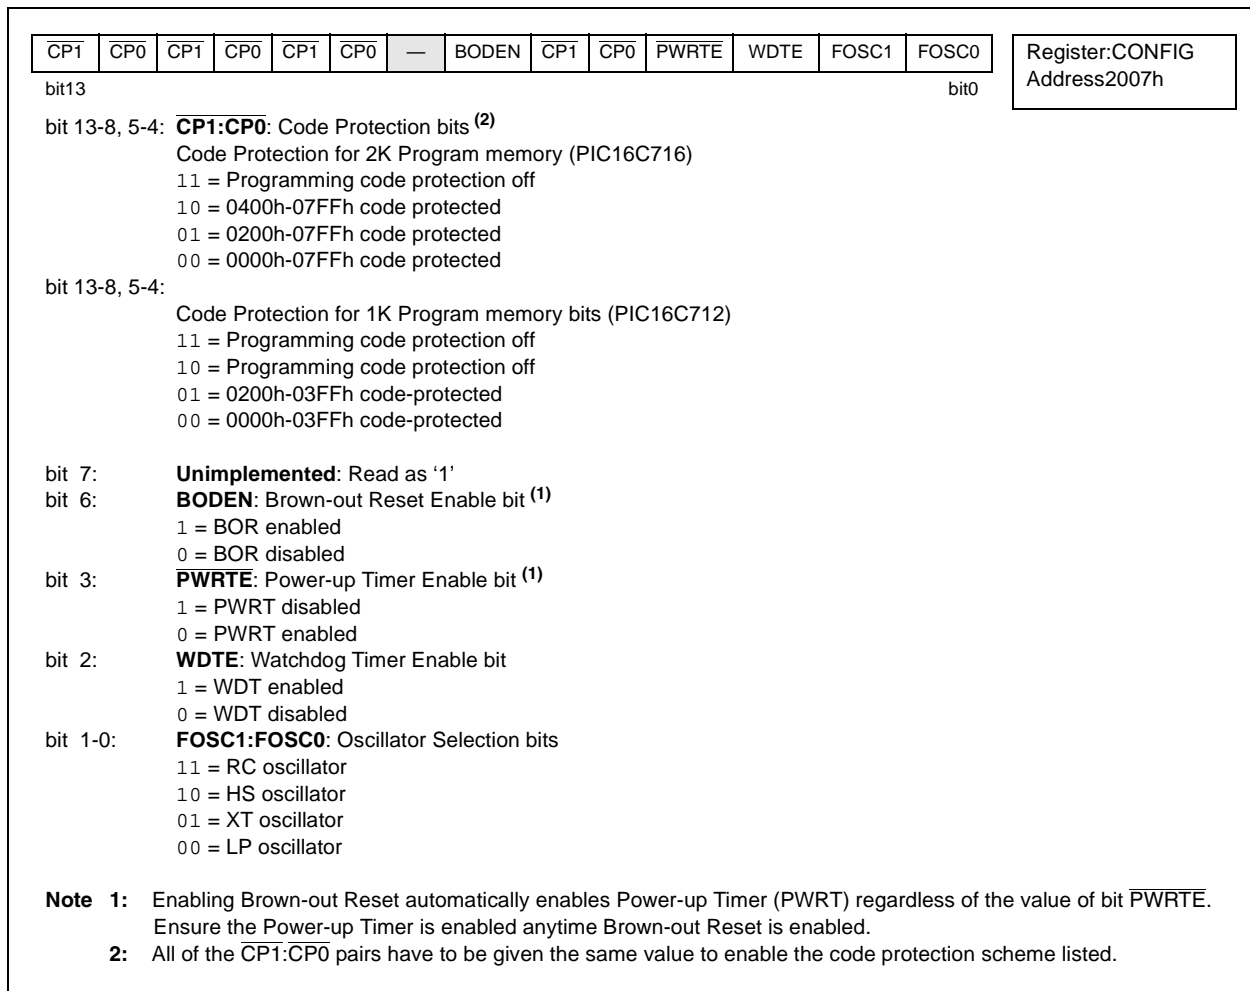 CP1 CP0 CP1 CP0 CP1 CP0 — BODEN CP1 CP0 PWRTE WDTE FOSC1 FOSC0
bit13 bit0
Register:CONFIG
Address2007h
bit 13-8, 5-4: CP1:CP0: Code Protection bits (2)
Code Protection for 2K Program memory (PIC16C716)
11 = Programming code protection off
10 = 0400h-07FFh code protected
01 = 0200h-07FFh code protected
00 = 0000h-07FFh code protected
bit 13-8, 5-4:
Code Protection for 1K Program memory bits (PIC16C712)
11 = Programming code protection off
10 = Programming code protection off
01 = 0200h-03FFh code-protected
00 = 0000h-03FFh code-protected
bit 7: Unimplemented: Read as ‘1’
bit 6: BODEN: Brown-out Reset Enable bit (1)
1 = BOR enabled
0 = BOR disabled
bit 3: PWRTE: Power-up Timer Enable bit (1)
1 = PWRT disabled
0 = PWRT enabled
bit 2: WDTE: Watchdog Timer Enable bit
1 = WDT enabled
0 = WDT disabled
bit 1-0: FOSC1:FOSC0: Oscillator Selection bits
11 = RC oscillator
10 = HS oscillator
01 = XT oscillator
00 = LP oscillator
Note 1: Enabling Brown-out Reset automatically enables Power-up Timer (PWRT) regardless of the value of bit PWRTE.
Ensure the Power-up Timer is enabled anytime Brown-out Reset is enabled.
2: All of the CP1:CP0 pairs have to be given the same value to enable the code protection scheme listed.